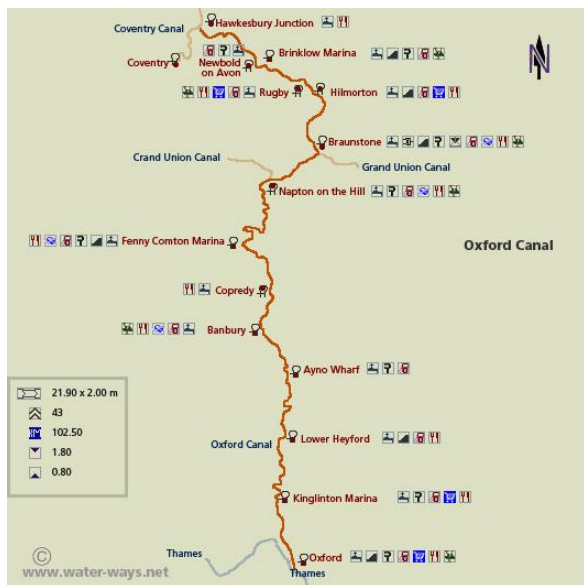 Hawkesbury Junction
Coventry Canal
Coventry
Newbold
on Avon
Brinklow Marina
N
Rugby
Hilmorton
Braunstone
Crand Union Canal
Grand Union Canal
Napton on the Hill
Fenny Comton Marina
Oxford Canal
Copredy
Banbury
Ayno Wharf
21.90 x 2.00 m
43
102.50
1.80
0.80
Oxford Canal
Lower Heyford
Kinglinton Marina
Thames
Oxford
Thames
© www.water-ways.net